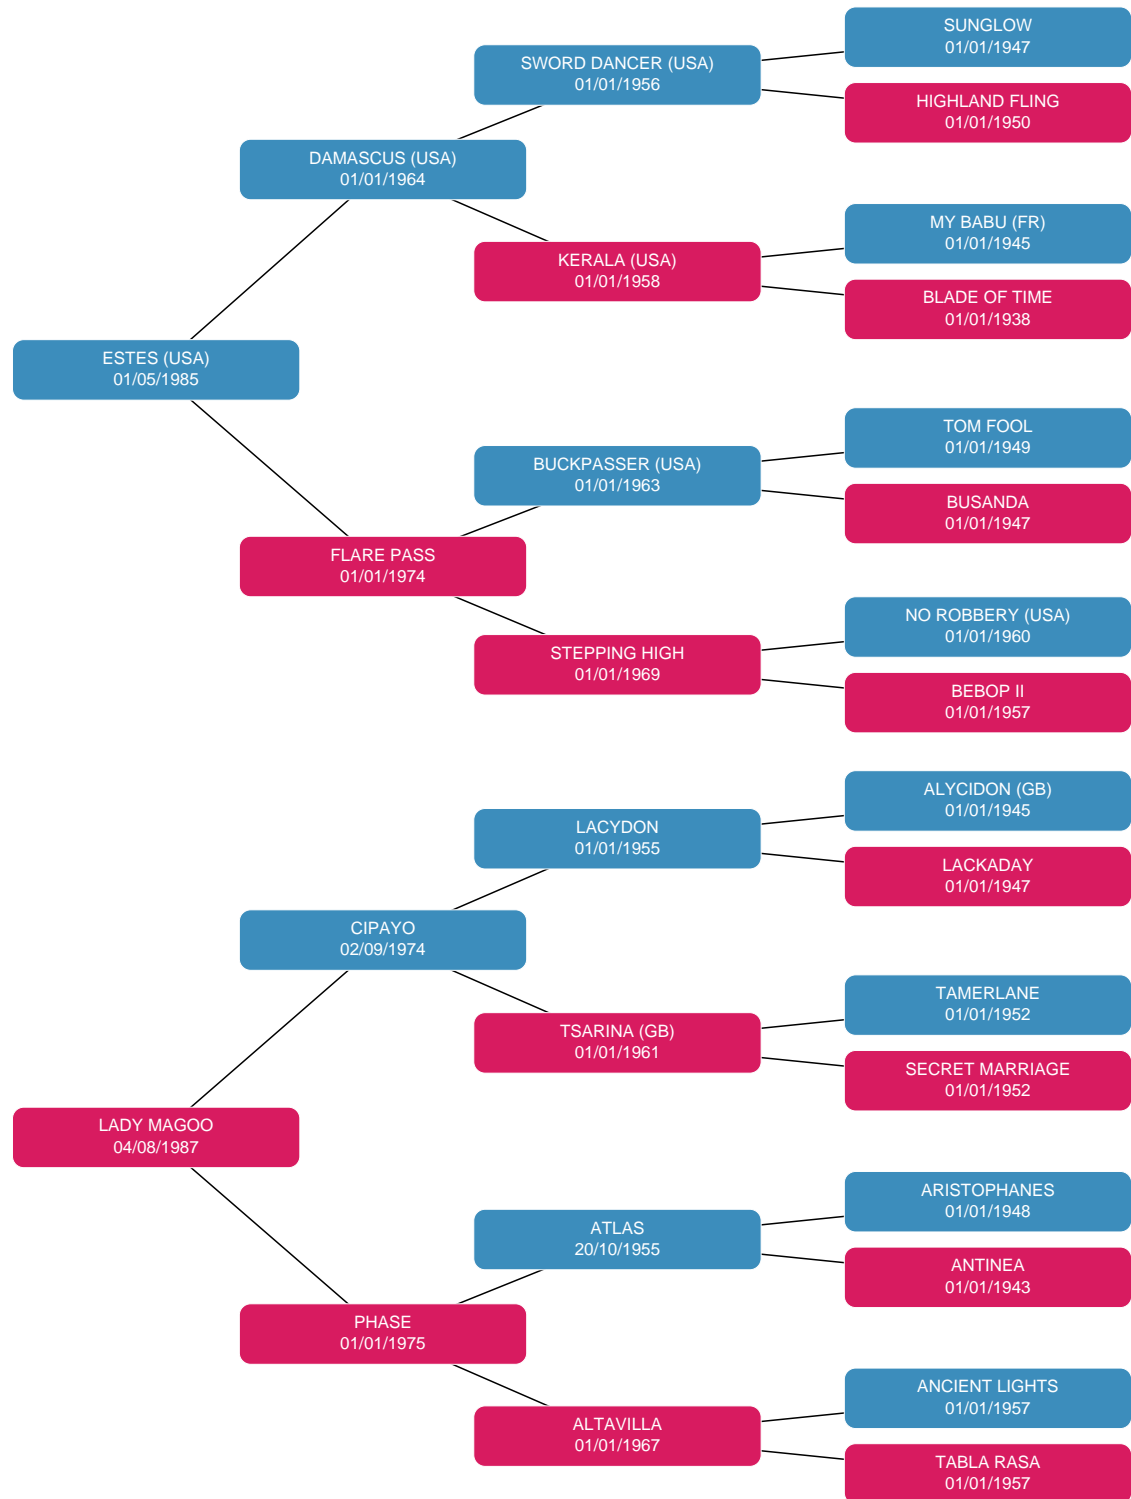 SUNGLOW
01/01/1947
SWORD DANCER (USA)
01/01/1956
HIGHLAND FLING
01/01/1950
DAMASCUS (USA)
01/01/1964
MY BABU (FR)
01/01/1945
KERALA (USA)
01/01/1958
BLADE OF TIME
01/01/1938
ESTES (USA)
01/05/1985
TOM FOOL
01/01/1949
BUCKPASSER (USA)
01/01/1963
BUSANDA
01/01/1947
FLARE PASS
01/01/1974
NO ROBBERY (USA)
01/01/1960
STEPPING HIGH
01/01/1969
BEBOP II
01/01/1957
ALYCIDON (GB)
01/01/1945
LACYDON
01/01/1955
LACKADAY
01/01/1947
CIPAYO
02/09/1974
TAMERLANE
01/01/1952
TSARINA (GB)
01/01/1961
SECRET MARRIAGE
01/01/1952
LADY MAGOO
04/08/1987
ARISTOPHANES
01/01/1948
ATLAS
20/10/1955
ANTINEA
01/01/1943
PHASE
01/01/1975
ANCIENT LIGHTS
01/01/1957
ALTAVILLA
01/01/1967
TABLA RASA
01/01/1957